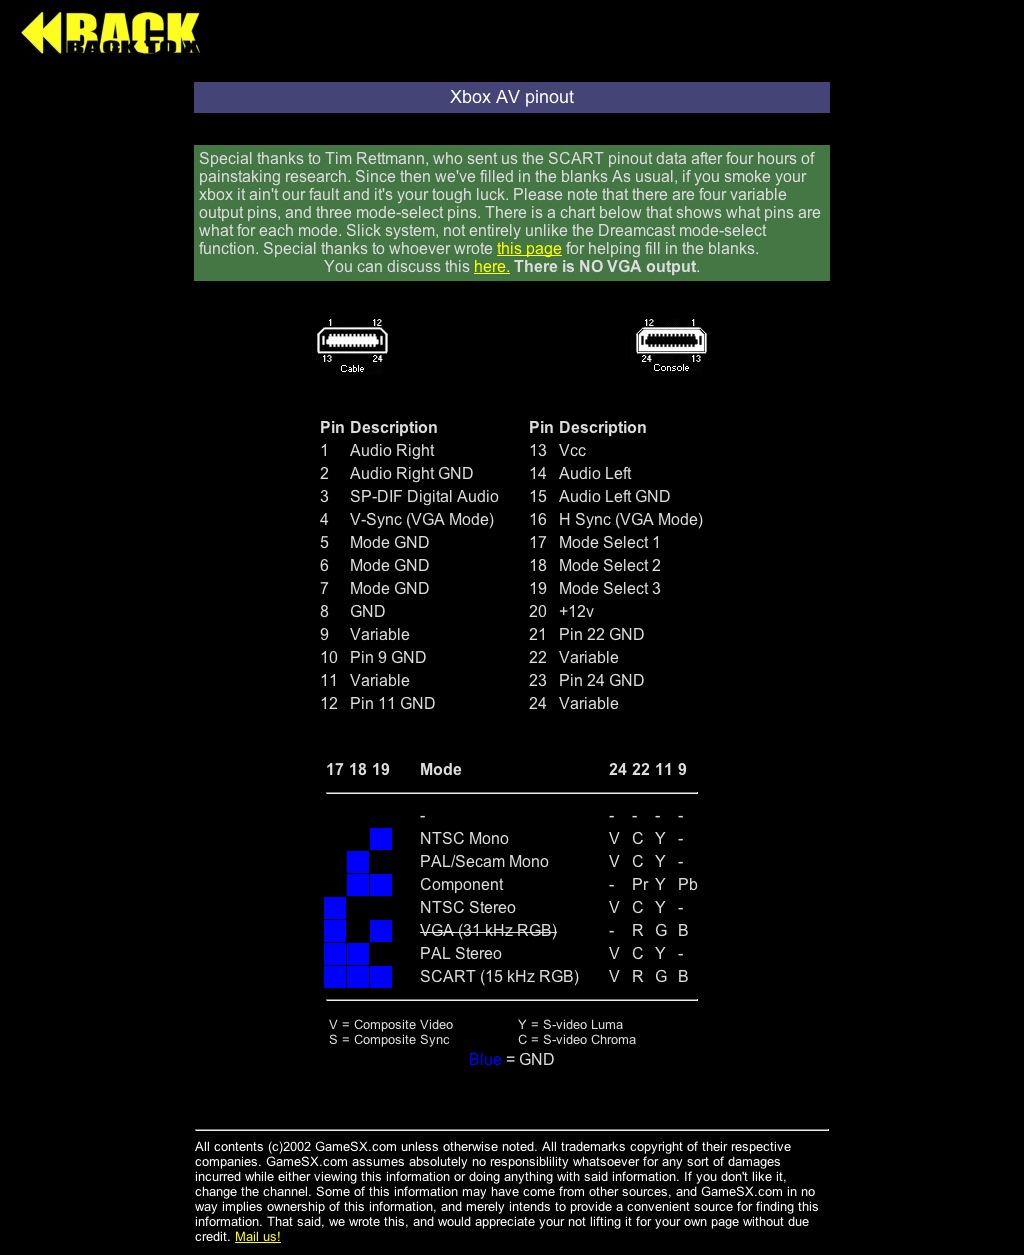 BACK
BACK TO X
Xbox AV pinout
Special thanks to Tim Rettmann, who sent us the SCART pinout data after four hours of
painstaking research. Since then we've filled in the blanks As usual, if you smoke your
xbox it ain't our fault and it's your tough luck. Please note that there are four variable
output pins, and three mode-select pins. There is a chart below that shows what pins are
what for each mode. Slick system, not entirely unlike the Dreamcast mode-select
function. Special thanks to whoever wrote this page for helping fill in the blanks.
You can discuss this here. There is NO VGA output.
1 12
13 24
Cable
12 1
24 13
Console
Pin Description Pin Description
1 Audio Right 13 Vcc
2 Audio Right GND 14 Audio Left
3 SP-DIF Digital Audio 15 Audio Left GND
4 V-Sync (VGA Mode) 16 H Sync (VGA Mode)
5 Mode GND 17 Mode Select 1
6 Mode GND 18 Mode Select 2
7 Mode GND 19 Mode Select 3
8 GND 20 +12v
9 Variable 21 Pin 22 GND
10 Pin 9 GND 22 Variable
11 Variable 23 Pin 24 GND
12 Pin 11 GND 24 Variable
17 18 19 Mode 24 22 11 9
- - - - -
NTSC Mono V C Y -
PAL/Secam Mono V C Y -
Component - Pr Y Pb
NTSC Stereo V C Y -
VGA (31 kHz RGB) - R G B
PAL Stereo V C Y -
SCART (15 kHz RGB) V R G B
V = Composite Video Y = S-video Luma
S = Composite Sync C = S-video Chroma
Blue = GND
All contents (c)2002 GameSX.com unless otherwise noted. All trademarks copyright of their respective
companies. GameSX.com assumes absolutely no responsiblility whatsoever for any sort of damages
incurred while either viewing this information or doing anything with said information. If you don't like it,
change the channel. Some of this information may have come from other sources, and GameSX.com in no
way implies ownership of this information, and merely intends to provide a convenient source for finding this
information. That said, we wrote this, and would appreciate your not lifting it for your own page without due
credit. Mail us!